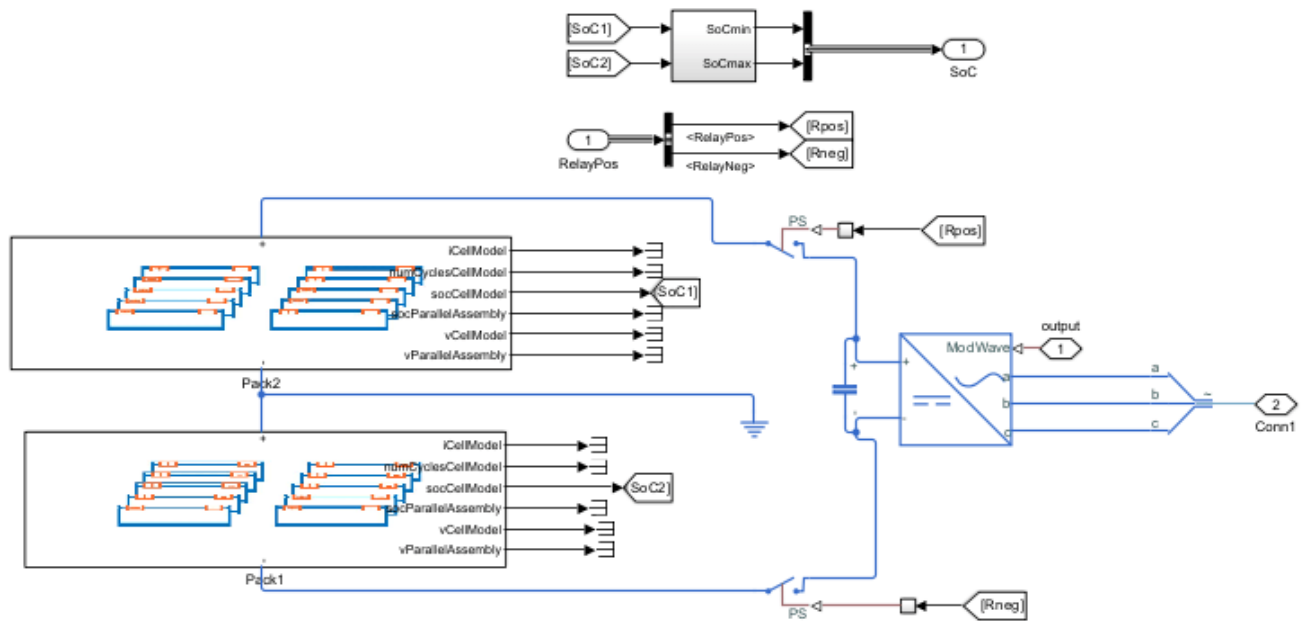 [SoC1]
SoCmin
1
[SoC2]
SoCmax
SoC
1
<RelayPos>
[Rpos]
[Rneg]
RelayPos
<RelayNeg>
PS
[Rpos]
+
iCellModel
numCyclesCellModel
socCellModel
[SoC1]
socParallelAssembly
vCellModel
vParallelAssembly
-
Pack2
output
ModWave
1
+
+
a
a
b
b
~
2
-
-
c
c
Conn1
+
iCellModel
numCyclesCellModel
socCellModel
SoC2]
socParallelAssembly
vCellModel
vParallelAssembly
-
Pack1
PS
[Rneg]